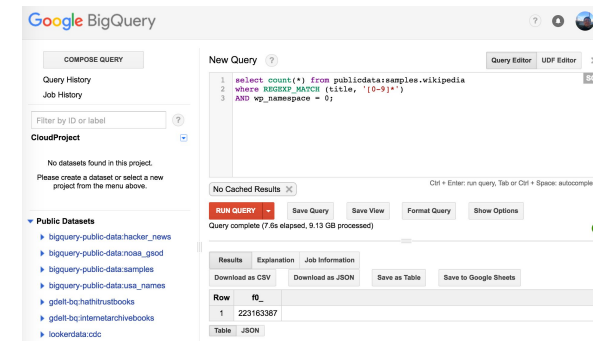 Google BigQuery
?
COMPOSE QUERY
Query History
Job History
Filter by ID or label
?
CloudProject
No datasets found in this project.
Please create a dataset or select a new
project from the menu above.
Public Datasets
bigquery-public-data:hacker_news
bigquery-public-data:noaa_gsod
bigquery-public-data:samples
bigquery-public-data:usa_names
gdelt-bq:hathitrustbooks
gdelt-bq:internetarchivebooks
lookerdata:cdc
New Query ?
Query Editor UDF Editor
1 select count(*) from publicdata:samples.wikipedia
2 where REGEXP_MATCH (title, '[0-9]*')
3 AND wp_namespace = 0;
Ctrl + Enter: run query, Tab or Ctrl + Space: autocomple
No Cached Results
RUN QUERY Save Query Save View Format Query Show Options
Query complete (7.6s elapsed, 9.13 GB processed)
Results Explanation Job Information
Download as CSV Download as JSON Save as Table Save to Google Sheets
Row f0_
1 223163387
Table JSON